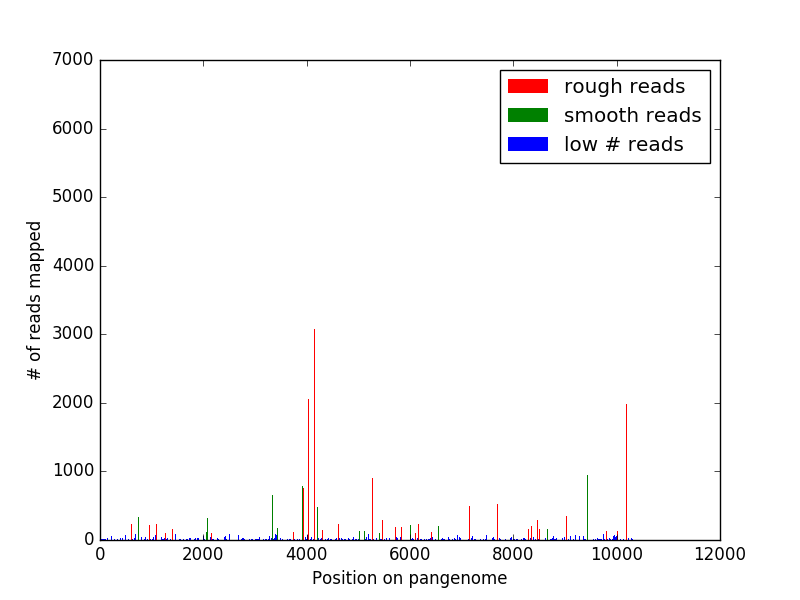 7000
6000
5000
4000
3000
2000
1000
0
# of reads mapped
rough reads
smooth reads
low # reads
0 2000 4000 6000 8000 10000 12000
Position on pangenome